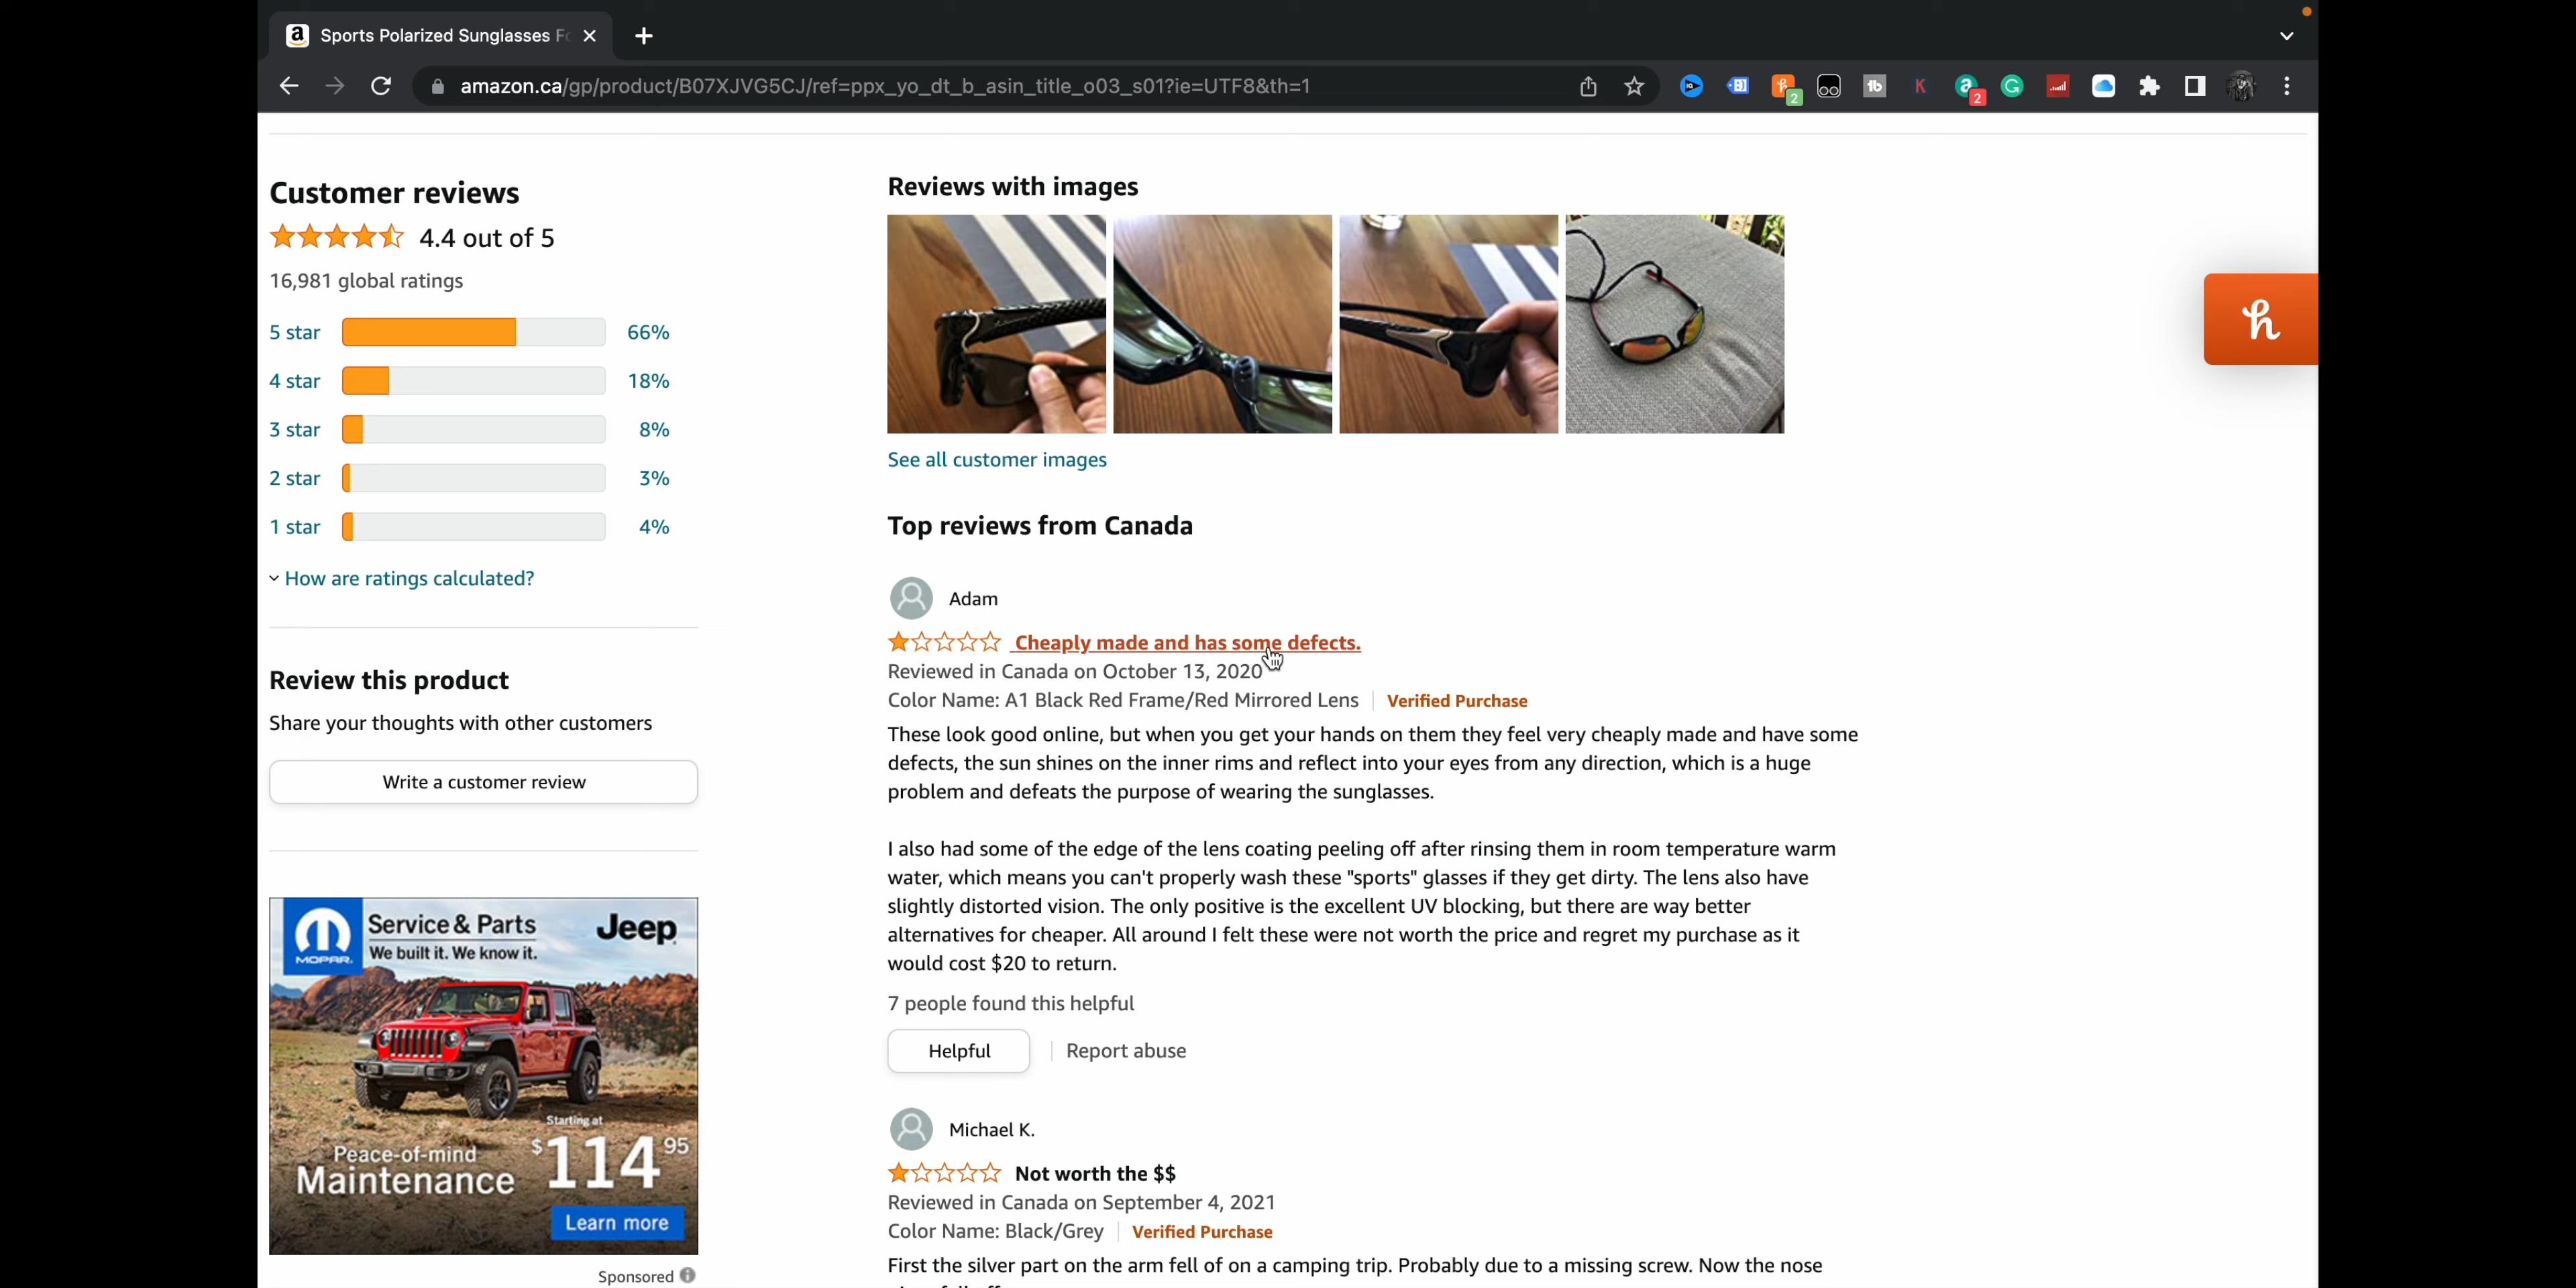 Sports Polarized Sunglasses Fo
amazon.ca/gp/product/B07XJVG5CJ/ref=ppx_yo_dt_b_asin_title_o03_s01?ie=UTF8&th=1
Customer reviews
4.4 out of 5
16,981 global ratings
5 star 66%
4 star 18%
3 star 8%
2 star 3%
1 star 4%
How are ratings calculated?
Review this product
Share your thoughts with other customers
Write a customer review
MOPAR.
Service & Parts
We built it. We know it.
Jeep
Peace-of-mind
Maintenance
Starting at
$114 95
Learn more
Sponsored
Reviews with images
See all customer images
Top reviews from Canada
Adam
Cheaply made and has some defects.
Reviewed in Canada on October 13, 2020
Color Name: A1 Black Red Frame/Red Mirrored Lens | Verified Purchase
These look good online, but when you get your hands on them they feel very cheaply made and have some
defects, the sun shines on the inner rims and reflect into your eyes from any direction, which is a huge
problem and defeats the purpose of wearing the sunglasses.
I also had some of the edge of the lens coating peeling off after rinsing them in room temperature warm
water, which means you can't properly wash these "sports" glasses if they get dirty. The lens also have
slightly distorted vision. The only positive is the excellent UV blocking, but there are way better
alternatives for cheaper. All around I felt these were not worth the price and regret my purchase as it
would cost $20 to return.
7 people found this helpful
Helpful | Report abuse
Michael K.
Not worth the $$
Reviewed in Canada on September 4, 2021
Color Name: Black/Grey | Verified Purchase
First the silver part on the arm fell of on a camping trip. Probably due to a missing screw. Now the nose